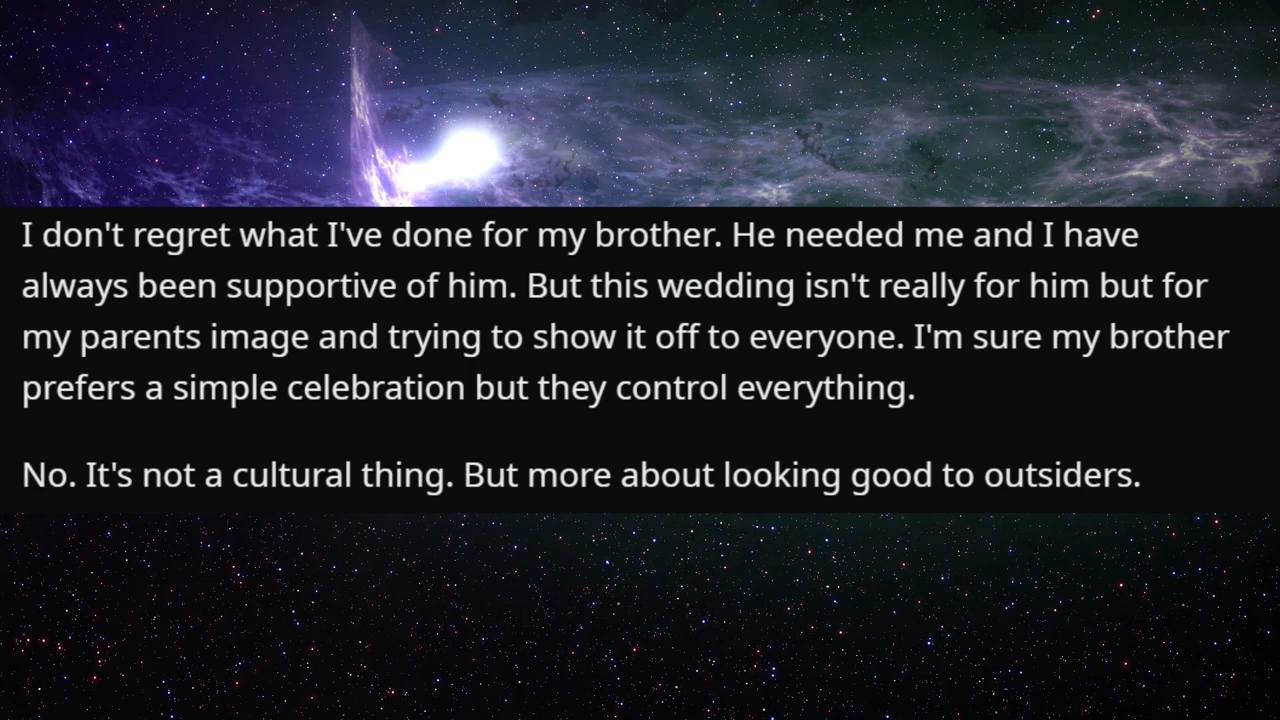 I don't regret what I've done for my brother. He needed me and I have
always been supportive of him. But this wedding isn't really for him but for
my parents image and trying to show it off to everyone. I'm sure my brother
prefers a simple celebration but they control everything.
No. It's not a cultural thing. But more about looking good to outsiders.